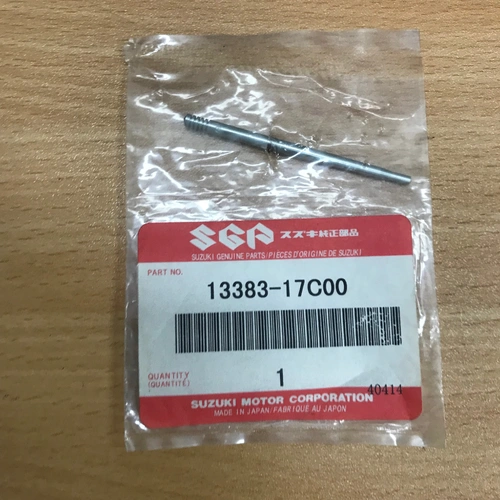 SGP スズキ純正部品
SUZUKI GENUINE PARTS/PIÈCES D'ORIGINE DE SUZUKI
PART NO.
13383-17C00
QUANTITY
(QUANTITÉ)
1
40414
SUZUKI MOTOR CORPORATION
MADE IN JAPAN/FABRIQUÉ AU JAPON